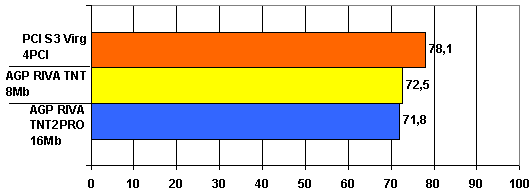 PCI S3 Virg
4PCI
78,1
AGP RIVA TNT
8Mb
72,5
AGP RIVA
TNT2PRO
16Mb
71,8
0 10 20 30 40 50 60 70 80 90 100